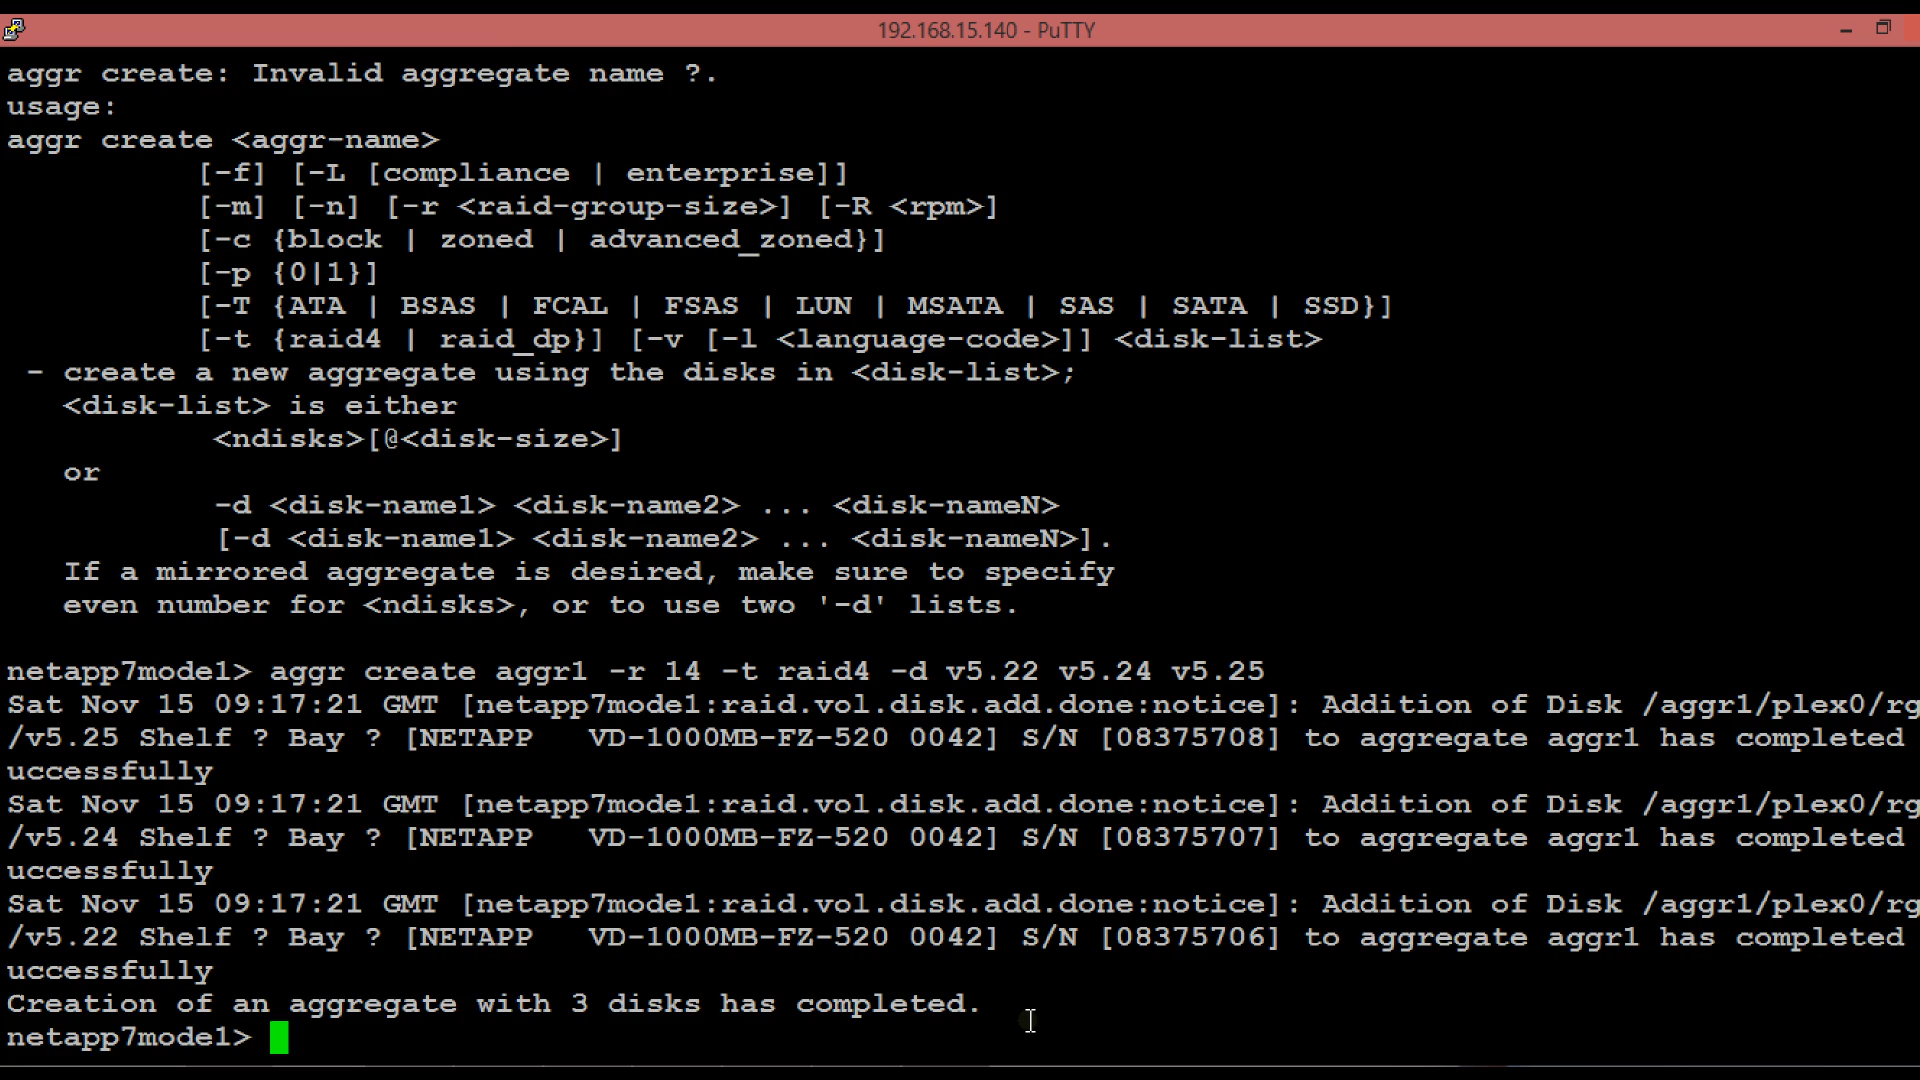 192.168.15.140 - PuTTY
aggr create: Invalid aggregate name ?.
usage:
aggr create <aggr-name>
[-f] [-L [compliance | enterprise]]
[-m] [-n] [-r <raid-group-size>] [-R <rpm>]
[-c {block | zoned | advanced_zoned}]
[-p {0|1}]
[-T {ATA | BSAS | FCAL | FSAS | LUN | MSATA | SAS | SATA | SSD}]
[-t {raid4 | raid_dp}] [-v [-l <language-code>]] <disk-list>
- create a new aggregate using the disks in <disk-list>;
<disk-list> is either
<ndisks>[@<disk-size>]
or
-d <disk-name1> <disk-name2> ... <disk-nameN>
[-d <disk-name1> <disk-name2> ... <disk-nameN>].
If a mirrored aggregate is desired, make sure to specify
even number for <ndisks>, or to use two '-d' lists.
netapp7mode1> aggr create aggr1 -r 14 -t raid4 -d v5.22 v5.24 v5.25
Sat Nov 15 09:17:21 GMT [netapp7mode1:raid.vol.disk.add.done:notice]: Addition of Disk /aggr1/plex0/rg
/v5.25 Shelf ? Bay ? [NETAPP   VD-1000MB-FZ-520 0042] S/N [08375708] to aggregate aggr1 has completed
uccessfully
Sat Nov 15 09:17:21 GMT [netapp7mode1:raid.vol.disk.add.done:notice]: Addition of Disk /aggr1/plex0/rg
/v5.24 Shelf ? Bay ? [NETAPP   VD-1000MB-FZ-520 0042] S/N [08375707] to aggregate aggr1 has completed
uccessfully
Sat Nov 15 09:17:21 GMT [netapp7mode1:raid.vol.disk.add.done:notice]: Addition of Disk /aggr1/plex0/rg
/v5.22 Shelf ? Bay ? [NETAPP   VD-1000MB-FZ-520 0042] S/N [08375706] to aggregate aggr1 has completed
uccessfully
Creation of an aggregate with 3 disks has completed.
netapp7mode1>